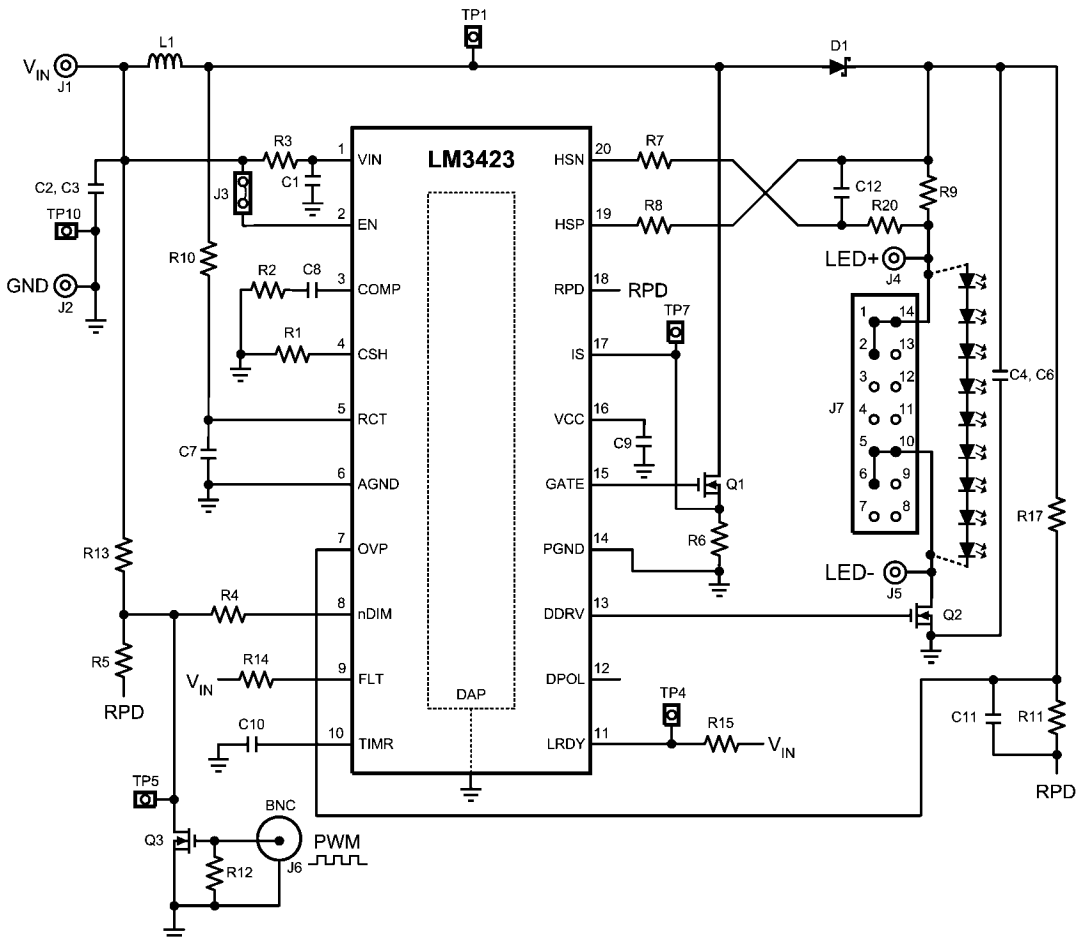 TP1
L1
D1
V_IN
J1
R3
1
VIN
LM3423
HSN
20
R7
C2, C3
J3
C1
C12
R9
TP10
2
EN
HSP
19
R8
R20
R10
LED+
J4
GND
J2
R2
C8
3
COMP
RPD
18
RPD
TP7
R1
4
CSH
IS
17
1
14
2
13
3
12
4
11
5
10
6
9
7
8
J7
C4, C6
5
RCT
VCC
16
C7
C9
6
AGND
GATE
15
Q1
R17
R13
7
OVP
PGND
14
R6
LED-
J5
R4
8
nDIM
DDRV
13
Q2
R5
R14
V_IN
9
FLT
DPOL
12
RPD
DAP
TP4
C11
R11
C10
10
TIMR
LRDY
11
R15
V_IN
RPD
TP5
BNC
Q3
J6
PWM
R12